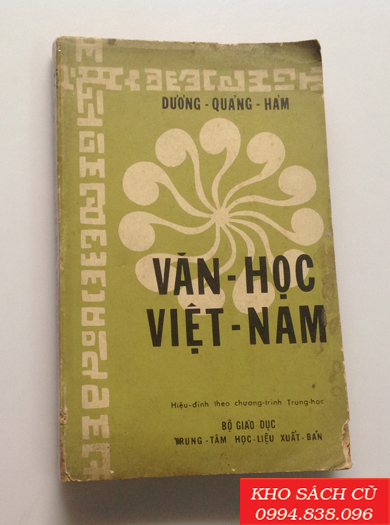 DƯƠNG - QUẢNG - HÀM
VĂN - HỌC
VIỆT - NAM
Hiệu-đính theo chương-trình Trung-học
BỘ GIÁO DỤC
TRUNG - TÂM HỌC - LIỆU XUẤT - BẢN
KHO SÁCH CŨ
0994.838.096